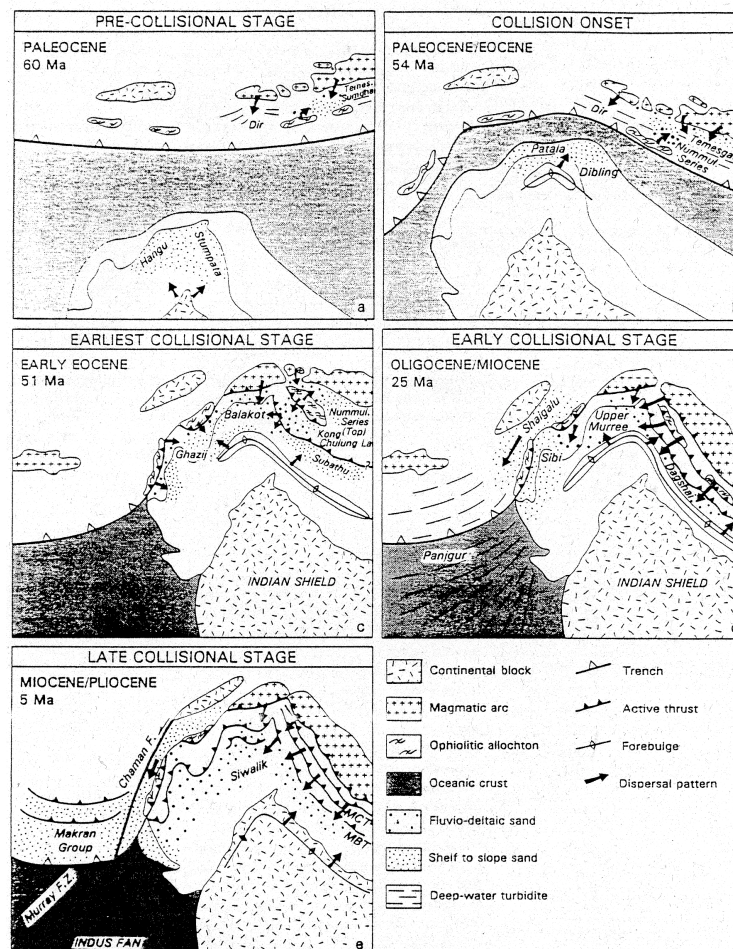 PRE-COLLISIONAL STAGE
PALEOCENE
60 Ma
Dir
Hangu
Stumpata
a
COLLISION ONSET
PALEOCENE/EOCENE
54 Ma
Dir
Patala
Dibling
Nummul.
Series
EARLIEST COLLISIONAL STAGE
EARLY EOCENE
51 Ma
Balakot
Ghazij
Nummul.
Series
(Top)
Kong
Chulung La
Subathu
INDIAN SHIELD
c
EARLY COLLISIONAL STAGE
OLIGOCENE/MIOCENE
25 Ma
Shaigalu
Upper
Murree
Sibi
Dagshai
Panjgur
INDIAN SHIELD
LATE COLLISIONAL STAGE
MIOCENE/PLIOCENE
5 Ma
Chaman F.
Siwalik
Makran
Group
MCT
MBT
Murray F.Z.
INDUS FAN
e
Continental block
Magmatic arc
Ophiolitic allochton
Oceanic crust
Fluvio-deltaic sand
Shelf to slope sand
Deep-water turbidite
Trench
Active thrust
Forebulge
Dispersal pattern